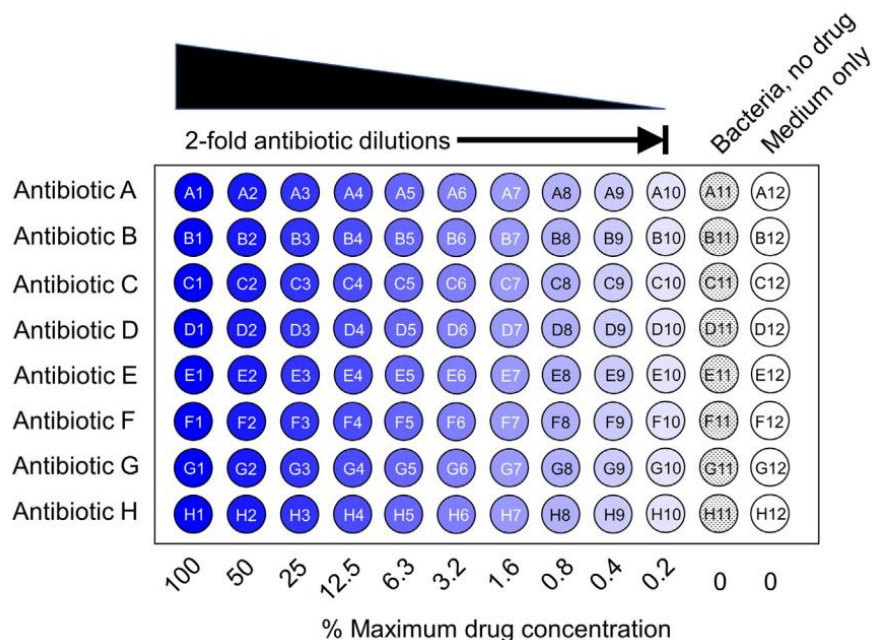 Bacteria, no drug
Medium only
2-fold antibiotic dilutions
Antibiotic A A1 A2 A3 A4 A5 A6 A7 A8 A9 A10 A11 A12
Antibiotic B B1 B2 B3 B4 B5 B6 B7 B8 B9 B10 B11 B12
Antibiotic C C1 C2 C3 C4 C5 C6 C7 C8 C9 C10 C11 C12
Antibiotic D D1 D2 D3 D4 D5 D6 D7 D8 D9 D10 D11 D12
Antibiotic E E1 E2 E3 E4 E5 E6 E7 E8 E9 E10 E11 E12
Antibiotic F F1 F2 F3 F4 F5 F6 F7 F8 F9 F10 F11 F12
Antibiotic G G1 G2 G3 G4 G5 G6 G7 G8 G9 G10 G11 G12
Antibiotic H H1 H2 H3 H4 H5 H6 H7 H8 H9 H10 H11 H12
100 50 25 12.5 6.3 3.2 1.6 0.8 0.4 0.2 0 0
% Maximum drug concentration